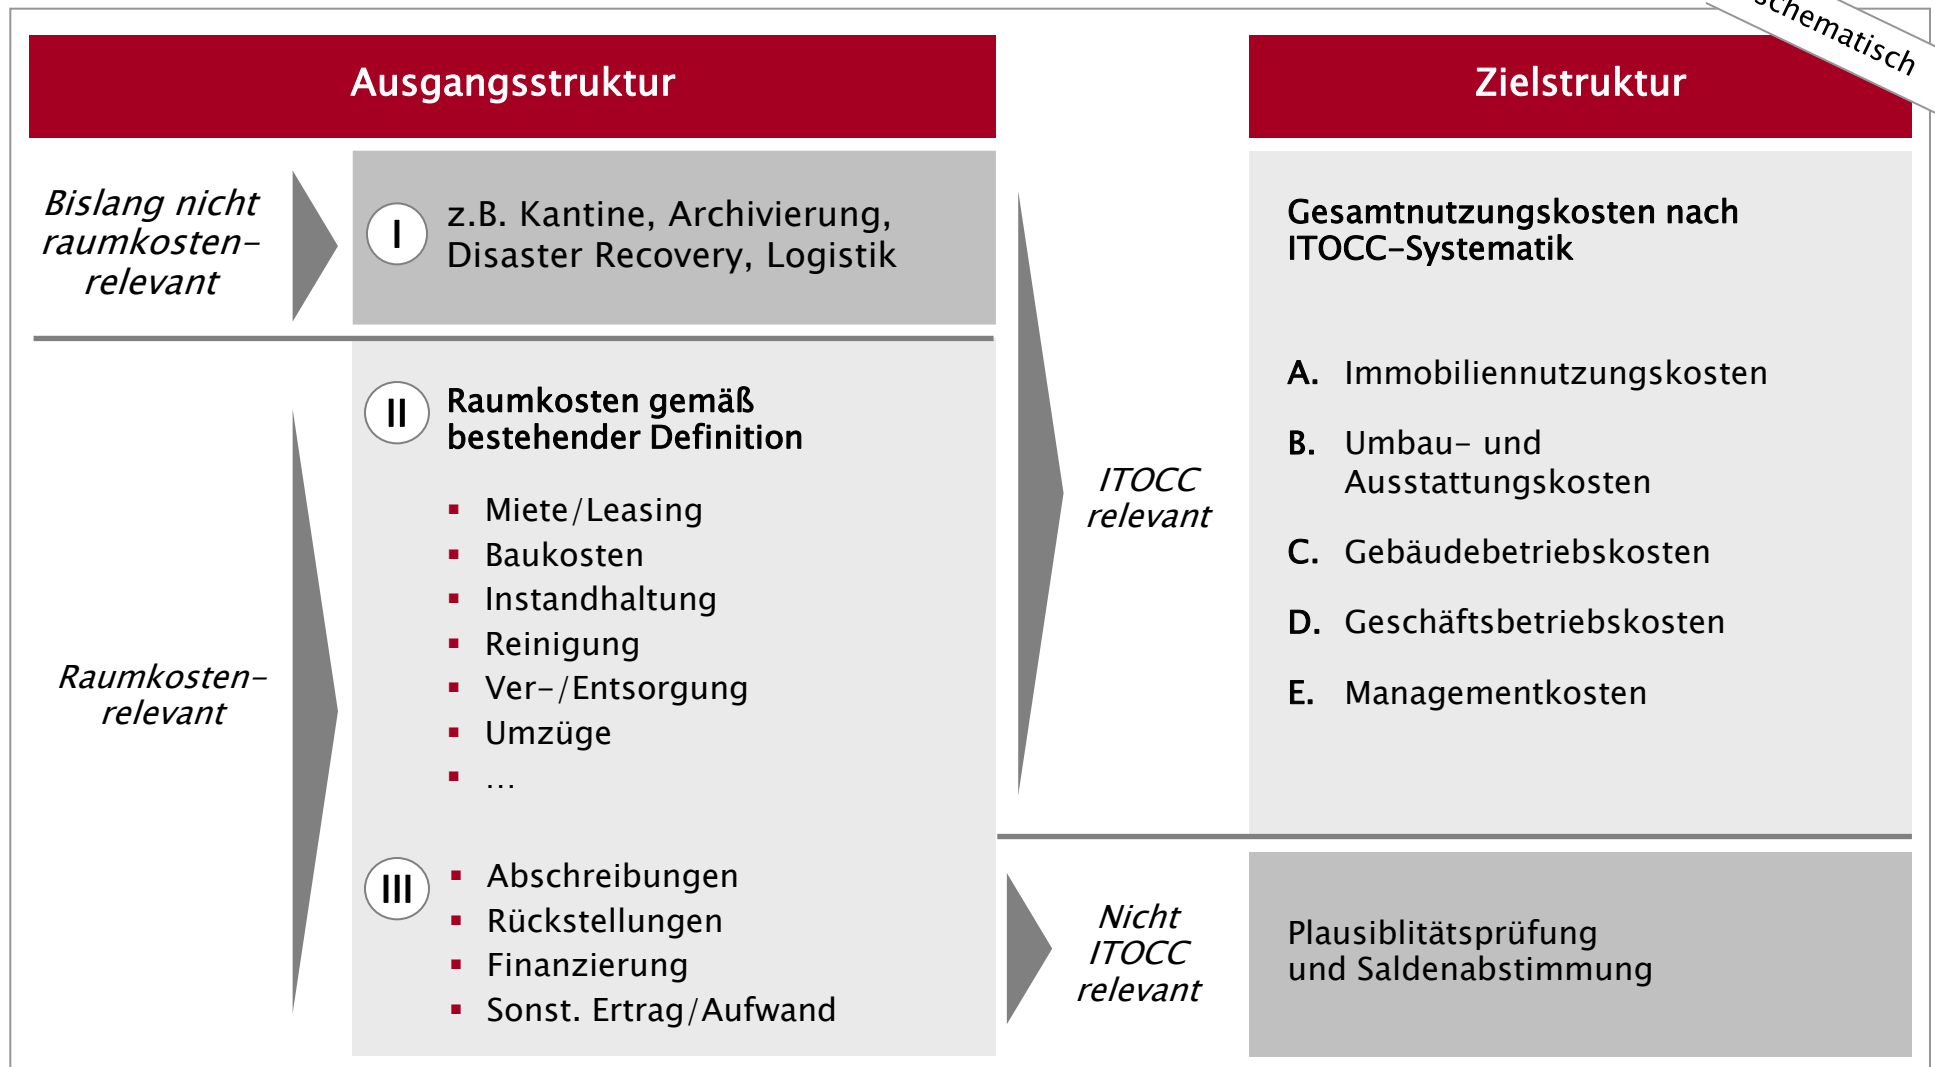 schematisch
Ausgangsstruktur
Zielstruktur
Bislang nicht
raumkosten-
relevant
I
z.B. Kantine, Archivierung,
Disaster Recovery, Logistik
Raumkosten-
relevant
II
Raumkosten gemäß
bestehender Definition
Miete/Leasing
Baukosten
Instandhaltung
Reinigung
Ver-/Entsorgung
Umzüge
...
III
Abschreibungen
Rückstellungen
Finanzierung
Sonst. Ertrag/Aufwand
ITOCC
relevant
Nicht
ITOCC
relevant
Gesamtnutzungskosten nach
ITOCC-Systematik
A. Immobiliennutzungskosten
B. Umbau- und
Ausstattungskosten
C. Gebäudebetriebskosten
D. Geschäftsbetriebskosten
E. Managementkosten
Plausiblitätsprüfung
und Saldenabstimmung